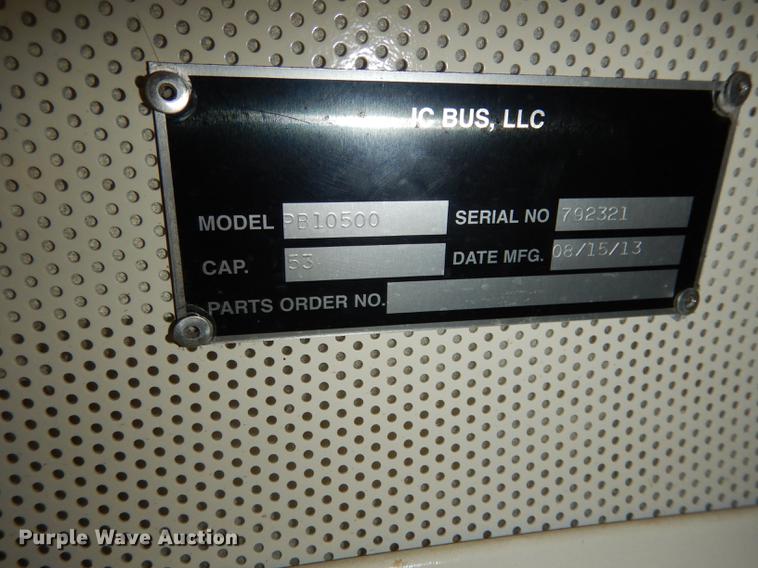 IC BUS, LLC
MODEL PB10500 SERIAL NO 792321
CAP. 53 DATE MFG. 08/15/13
PARTS ORDER NO.
Purple Wave Auction